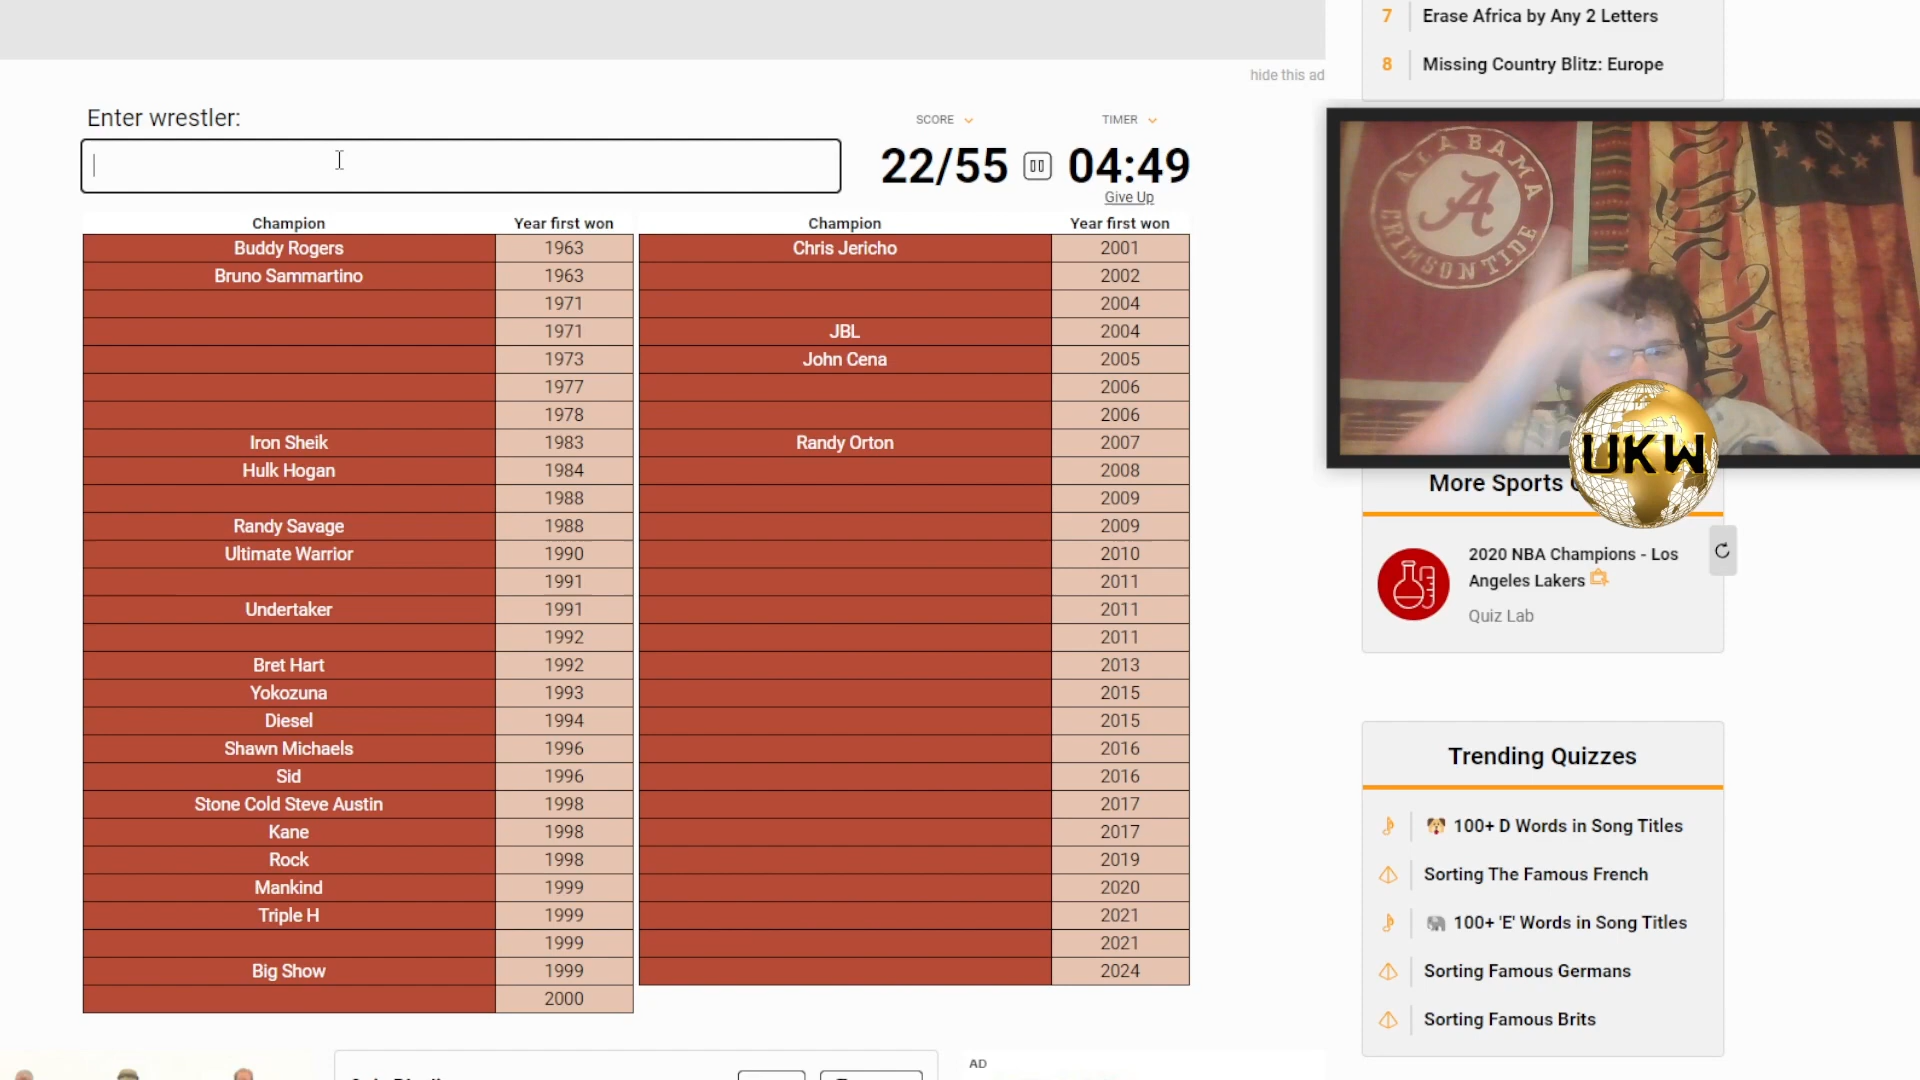 7 Erase Africa by Any 2 Letters
8 Missing Country Blitz: Europe
hide this ad
Enter wrestler:
SCORE
TIMER
22/55
04:49
Give Up
Champion Year first won Champion Year first won
Buddy Rogers 1963 Chris Jericho 2001
Bruno Sammartino 1963 2002
1971 2004
1971 JBL 2004
1973 John Cena 2005
1977 2006
1978 2006
Iron Sheik 1983 Randy Orton 2007
Hulk Hogan 1984 2008
1988 2009
Randy Savage 1988 2009
Ultimate Warrior 1990 2010
1991 2011
Undertaker 1991 2011
1992 2011
Bret Hart 1992 2013
Yokozuna 1993 2015
Diesel 1994 2015
Shawn Michaels 1996 2016
Sid 1996 2016
Stone Cold Steve Austin 1998 2017
Kane 1998 2017
Rock 1998 2019
Mankind 1999 2020
Triple H 1999 2021
1999 2021
Big Show 1999 2024
2000
ALABAMA
A
CRIMSON TIDE
UKW
More Sports
2020 NBA Champions - Los
Angeles Lakers
Quiz Lab
Trending Quizzes
100+ D Words in Song Titles
Sorting The Famous French
100+ 'E' Words in Song Titles
Sorting Famous Germans
Sorting Famous Brits
AD